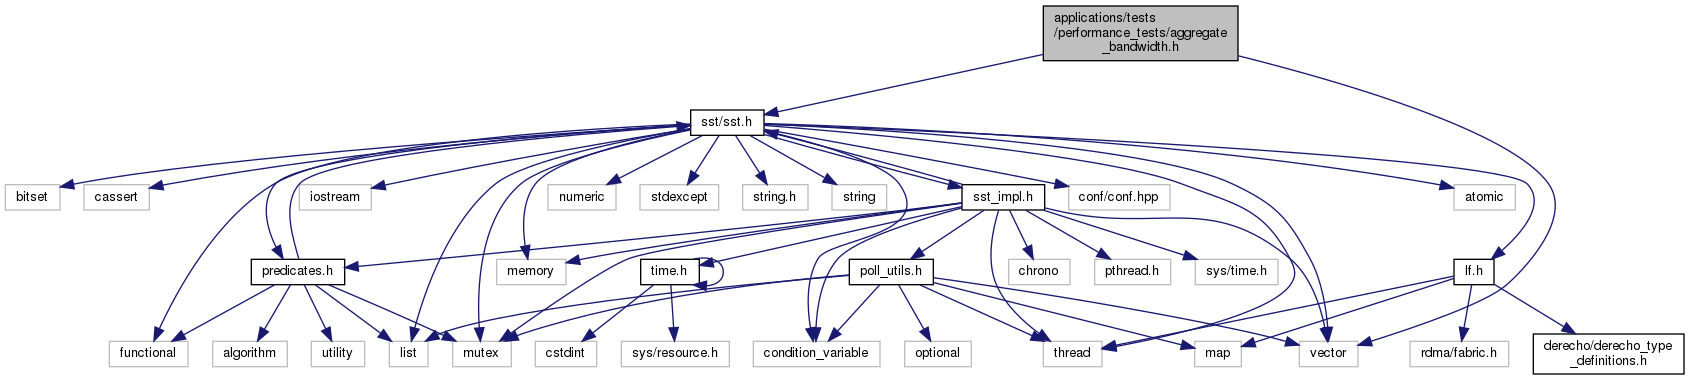 applications/tests
/performance_tests/aggregate
_bandwidth.h
sst/sst.h
bitset
cassert
iostream
numeric
stdexcept
string.h
string
sst_impl.h
conf/conf.hpp
atomic
predicates.h
memory
time.h
poll_utils.h
chrono
pthread.h
sys/time.h
lf.h
functional
algorithm
utility
list
mutex
cstdint
sys/resource.h
condition_variable
optional
thread
map
vector
rdma/fabric.h
derecho/derecho_type
_definitions.h